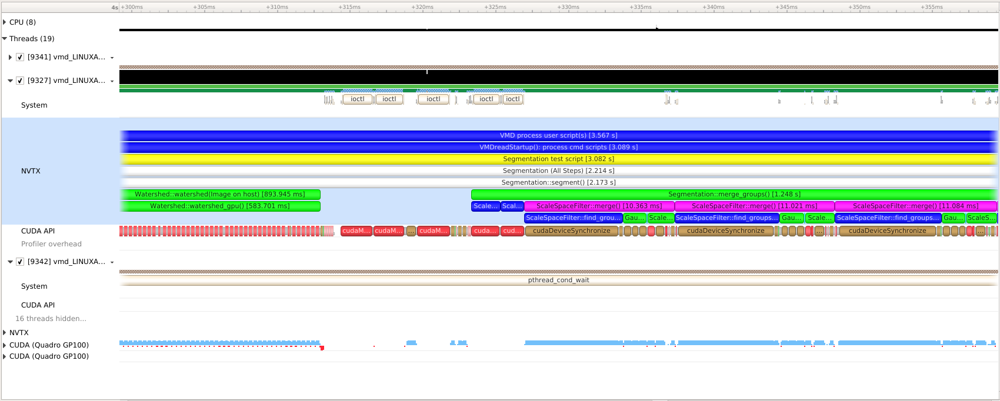 4s +300ms +305ms +310ms +315ms +320ms +325ms +330ms +335ms +340ms +345ms +350ms +355ms
CPU (8)
Threads (19)
[9341] vmd_LINUXA...
[9327] vmd_LINUXA...
System
ioctl ioctl ioctl ioctl ioctl
NVTX
VMD process user script(s) [3.567 s]
VMDreadStartup(): process cmd scripts [3.089 s]
Segmentation test script [3.082 s]
Segmentation (All Steps) [2.214 s]
Segmentation::segment() [2.173 s]
Watershed::watershed(Image on host) [893.945 ms] Segmentation::merge_groups() [1.248 s]
Watershed::watershed_gpu() [583.701 ms] Scale... Scal... ScaleSpaceFilter::merge() [10.363 ms] ScaleSpaceFilter::merge() [11.021 ms] ScaleSpaceFilter::merge() [11.084 ms]
ScaleSpaceFilter::find_grou... Gau... Scale... ScaleSpaceFilter::find_groups... Gau... Scale... ScaleSpaceFilter::find_groups... Gau... ScaleS...
CUDA API
cudaM... cudaM... ... cudaM... cuda... cud... cudaDeviceSynchronize cudaDeviceSynchronize ... cudaDeviceSynchronize ...
Profiler overhead
[9342] vmd_LINUXA...
System
pthread_cond_wait
CUDA API
16 threads hidden...
NVTX
CUDA (Quadro GP100)
CUDA (Quadro GP100)